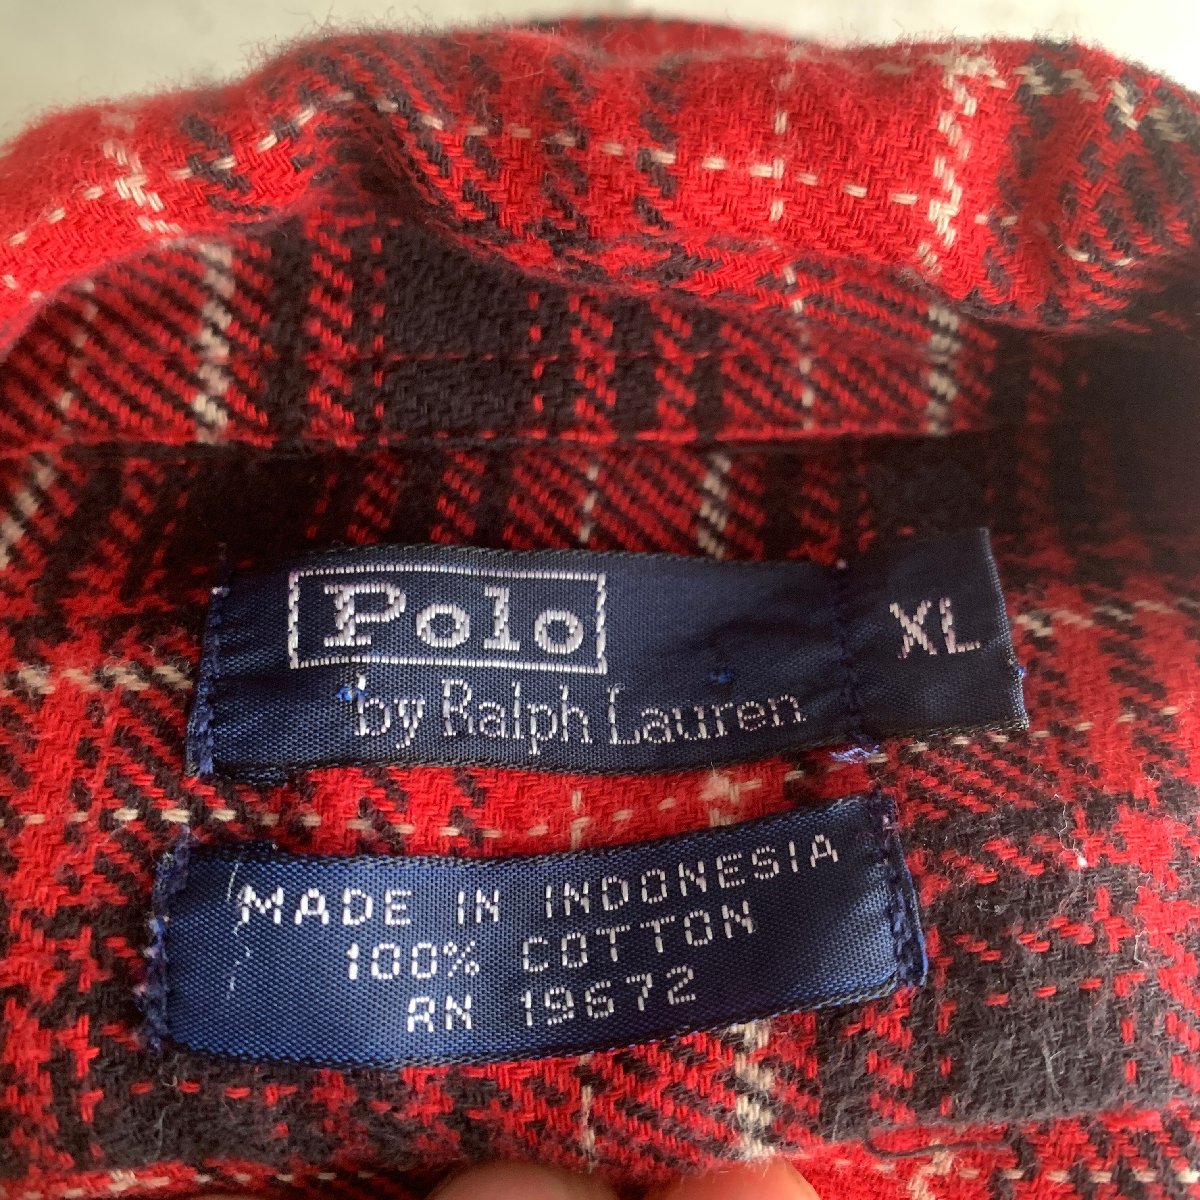 Polo
by Ralph Lauren
XL
MADE IN INDONESIA
100% COTTON
RN 19672